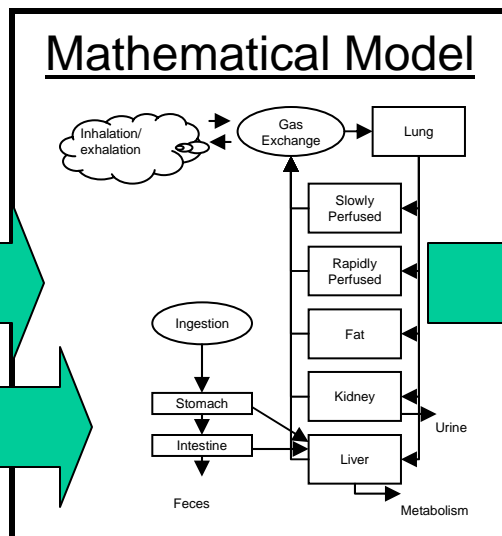 Mathematical Model
Inhalation/
exhalation
Gas
Exchange
Lung
Slowly
Perfused
Rapidly
Perfused
Ingestion
Fat
Stomach
Kidney
Urine
Intestine
Liver
Feces
Metabolism